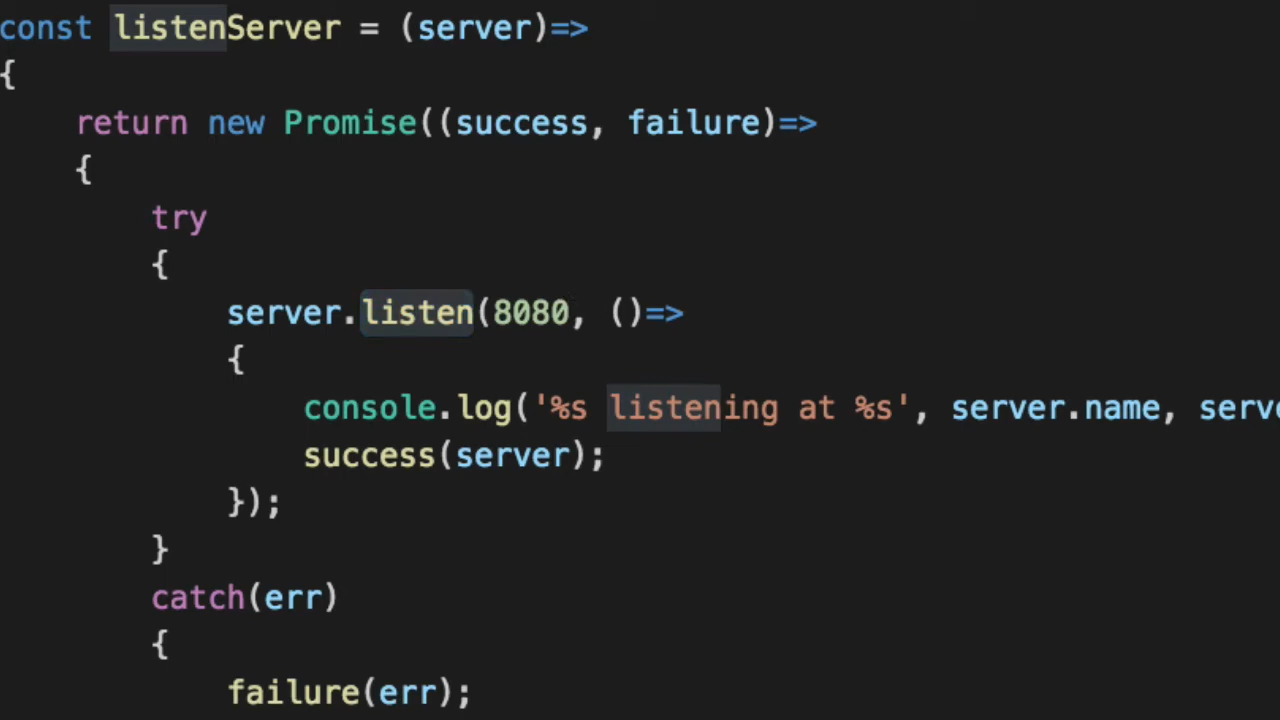 const listenServer = (server)=>
{
return new Promise((success, failure)=>
{
try
{
server.listen(8080, ()=>
{
console.log('%s listening at %s', server.name,
success(server);
});
}
catch(err)
{
failure(err);